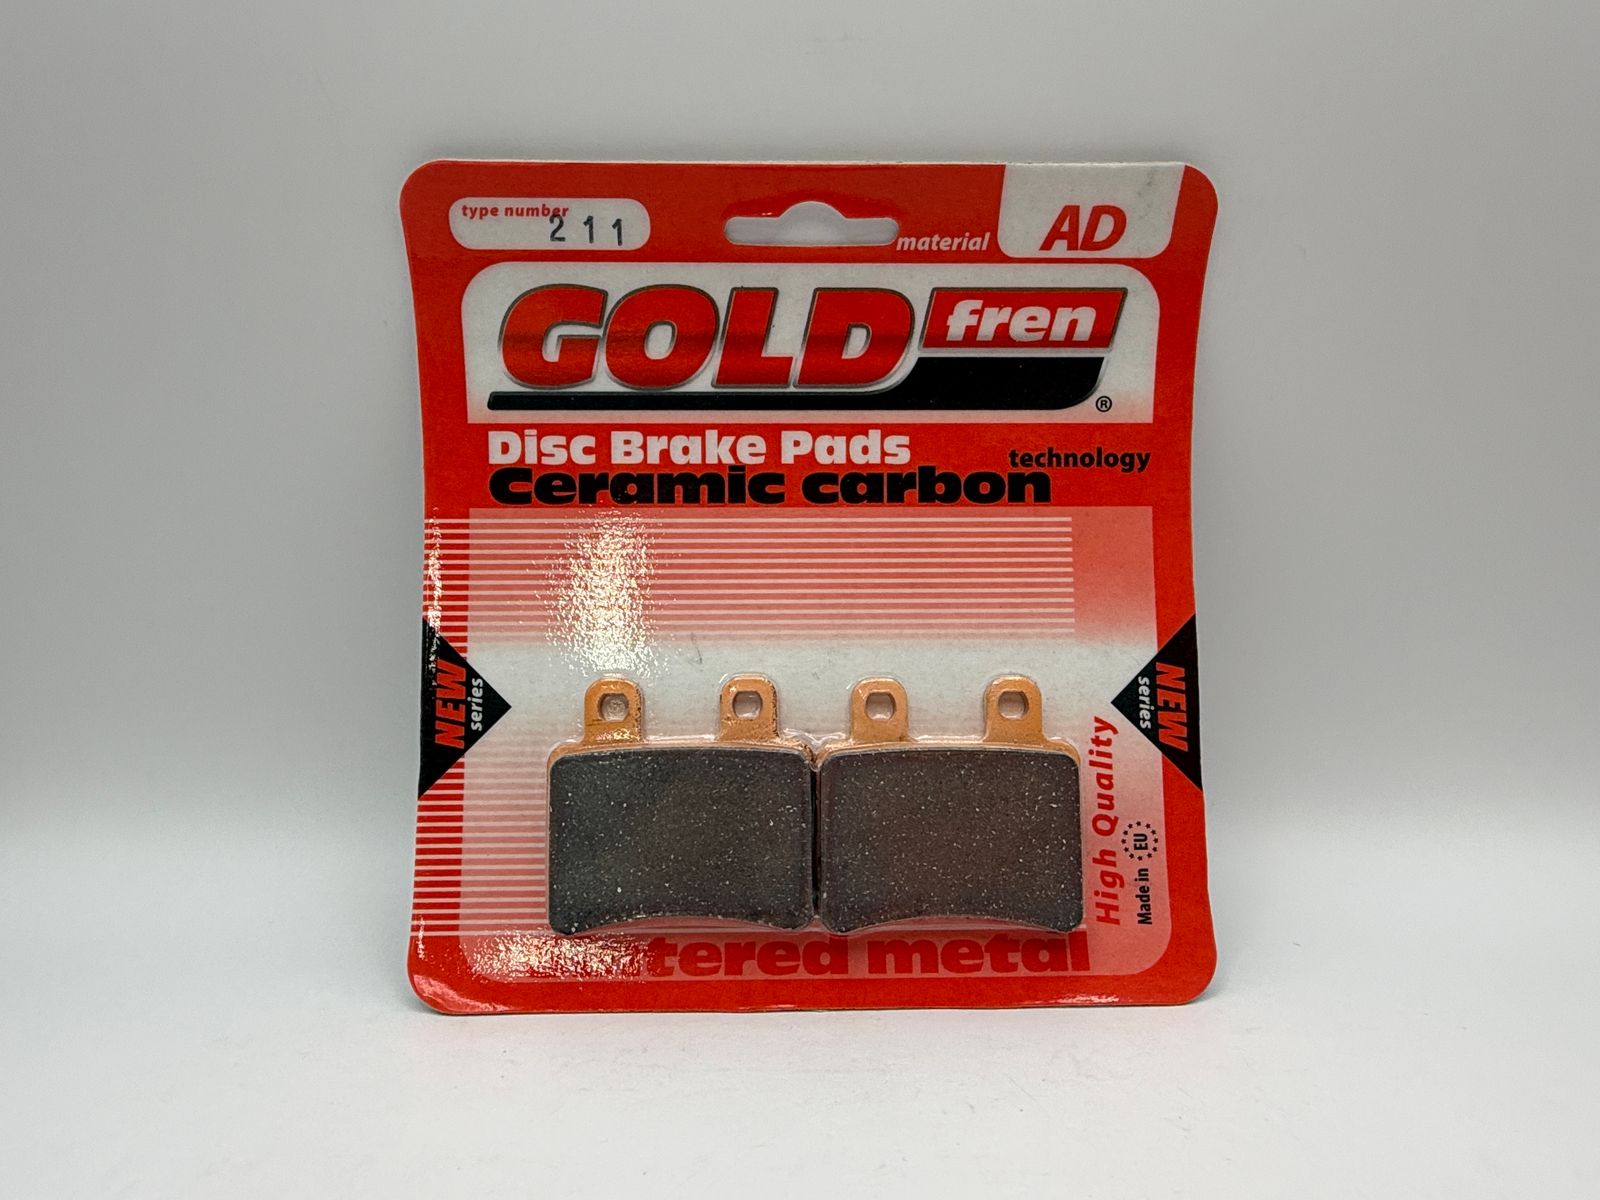 type number
211
material
AD
GOLD fren
®
Disc Brake Pads
technology
Ceramic carbon
NEW
series
NEW
series
High Quality
Made in EU
metal